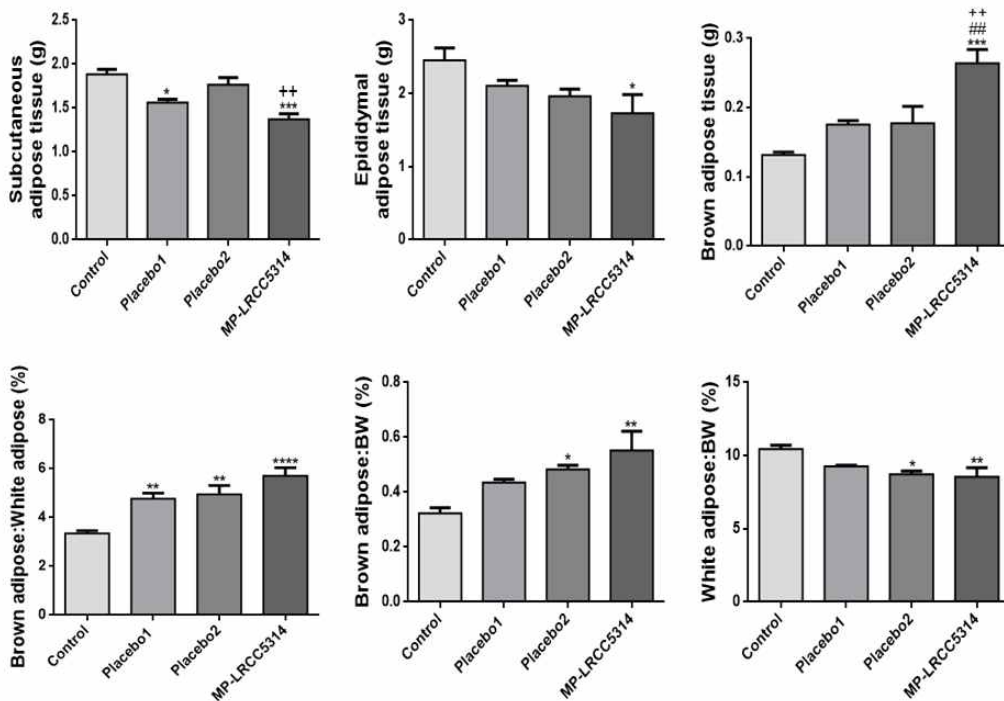 Subcutaneous
adipose tissue (g)
2.5
2.0
1.5
1.0
0.5
0.0
*
++
***
Control
Placebo1
Placebo2
MP-LRCC5314
Epididymal
adipose tissue (g)
3
2
1
0
*
Control
Placebo1
Placebo2
MP-LRCC5314
Brown adipose tissue (g)
0.3
0.2
0.1
0.0
++
##
***
Control
Placebo1
Placebo2
MP-LRCC5314
Brown adipose:White adipose (%)
8
6
4
2
0
**
**
****
Control
Placebo1
Placebo2
MP-LRCC5314
Brown adipose:BW (%)
0.8
0.6
0.4
0.2
0.0
*
**
Control
Placebo1
Placebo2
MP-LRCC5314
White adipose:BW (%)
15
10
5
0
*
**
Control
Placebo1
Placebo2
MP-LRCC5314